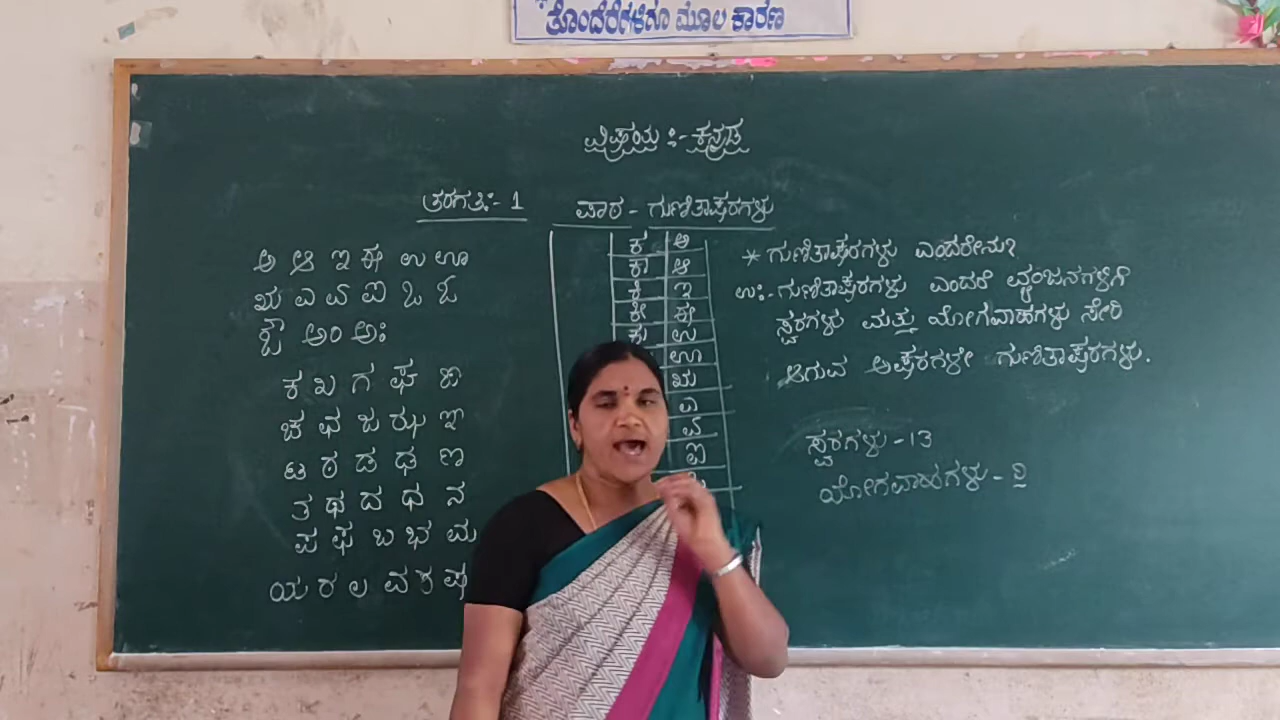 ತೊಂದರೆಗಳಿಗೂ ಮೂಲ ಕಾರಣ
ವಿಷಯ :- ಕನ್ನಡ
ತರಗತಿ:- 1
ಪಾಠ - ಗುಣಿತಾಕ್ಷರಗಳು
ಅ ಆ ಇ ಈ ಉ ಊ
ಋ ಎ ಏ ಐ ಒ ಓ
ಔ ಅಂ ಅಃ
ಕ ಖ ಗ ಘ ಙ
ಚ ಛ ಜ ಝ ಞ
ಟ ಠ ಡ ಢ ಣ
ತ ಥ ದ ಧ ನ
ಪ ಫ ಬ ಭ ಮ
ಯ ರ ಲ ವ ಶ ಷ
ಕ ಅ
ಕಾ ಆ
ಕಿ ಇ
ಕೀ ಈ
ಕು ಉ
ಊ
ಋ
ಎ
ಏ
ಐ
* ಗುಣಿತಾಕ್ಷರಗಳು ಎಂದರೇನು?
ಉ:- ಗುಣಿತಾಕ್ಷರಗಳು ಎಂದರೆ ವ್ಯಂಜನಗಳಿಗೆ
ಸ್ವರಗಳು ಮತ್ತು ಯೋಗವಾಹಗಳು ಸೇರಿ
ಆಗುವ ಅಕ್ಷರಗಳೇ ಗುಣಿತಾಕ್ಷರಗಳು.
ಸ್ವರಗಳು - 13
ಯೋಗವಾಹಗಳು - ೨